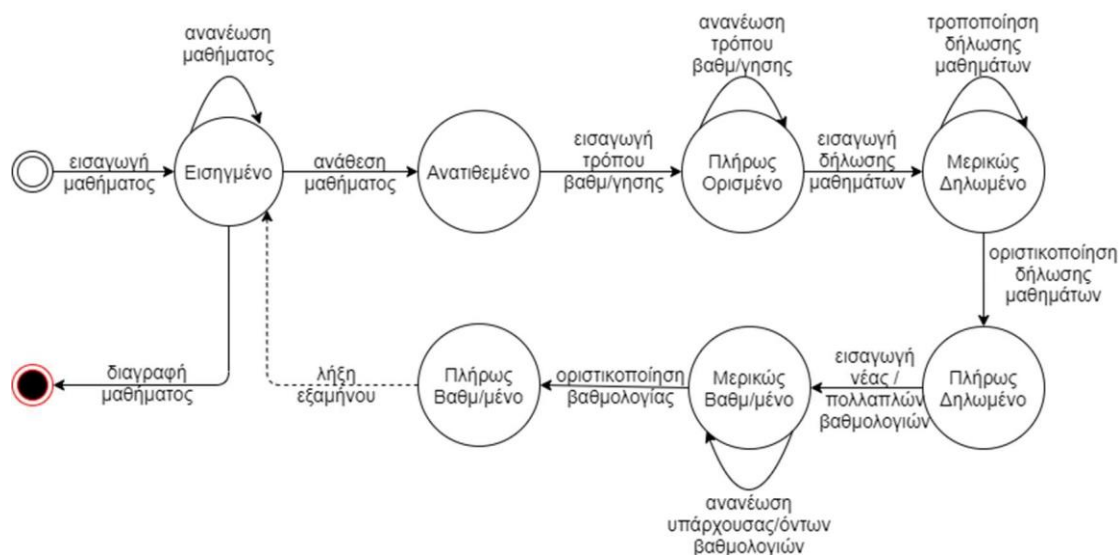 ανανέωση
μαθήματος
ανανέωση
τρόπου
βαθμ/γησης
τροποποίηση
δήλωσης
μαθημάτων
εισαγωγή
μαθήματος
Εισηγμένο
ανάθεση
μαθήματος
Ανατιθεμένο
εισαγωγή
τρόπου
βαθμ/γησης
Πλήρως
Ορισμένο
εισαγωγή
δήλωσης
μαθημάτων
Μερικώς
Δηλωμένο
οριστικοποίηση
δήλωσης
μαθημάτων
διαγραφή
μαθήματος
λήξη
εξαμήνου
Πλήρως
Βαθμ/μένο
οριστικοποίηση
βαθμολογίας
Μερικώς
Βαθμ/μένο
εισαγωγή
νέας /
πολλαπλών
βαθμολογιών
Πλήρως
Δηλωμένο
ανανέωση
υπάρχουσας/όντων
βαθμολογιών